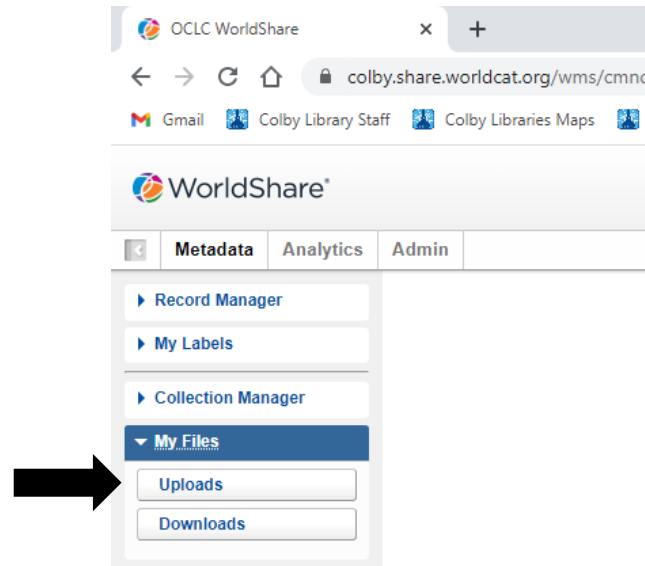 OCLC WorldShare
colby.share.worldcat.org/wms/cmnc
Gmail Colby Library Staff Colby Libraries Maps
WorldShare®
Metadata Analytics Admin
Record Manager
My Labels
Collection Manager
My Files
Uploads
Downloads